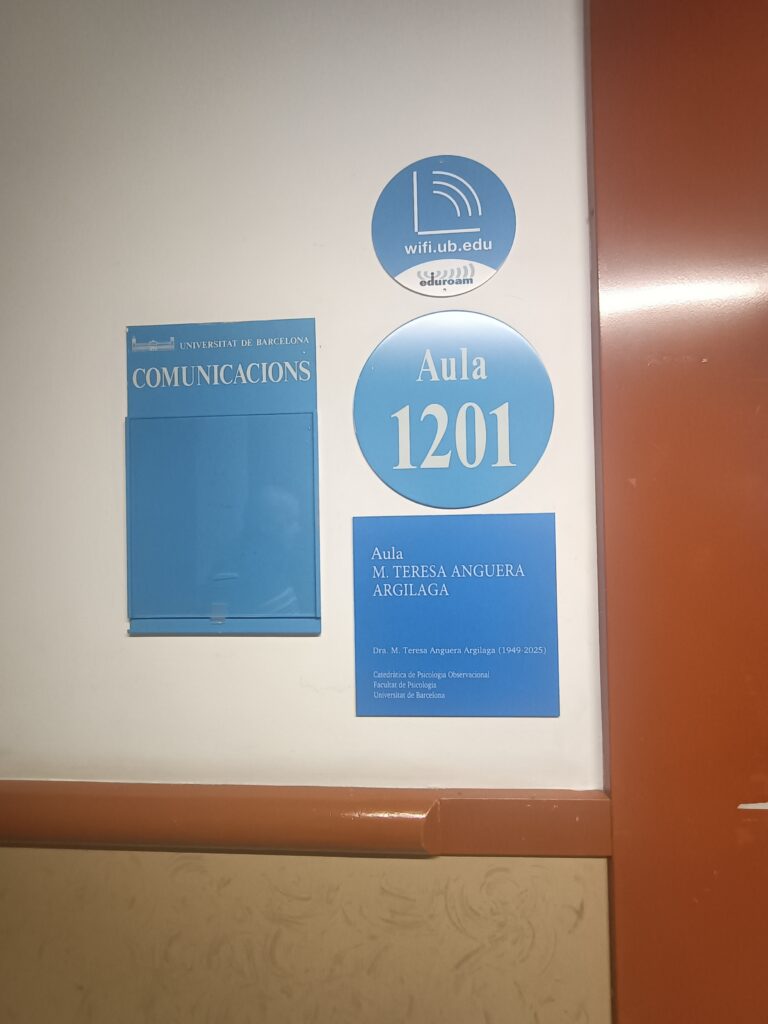 wifi.ub.edu
eduroam
UNIVERSITAT DE BARCELONA
COMUNICACIONS
Aula
1201
Aula
M. TERESA ANGUERA
ARGILAGA
Dra. M. Teresa Anguera Argilaga (1949-2025)
Catedràtica de Psicologia Observacional
Facultat de Psicologia
Universitat de Barcelona